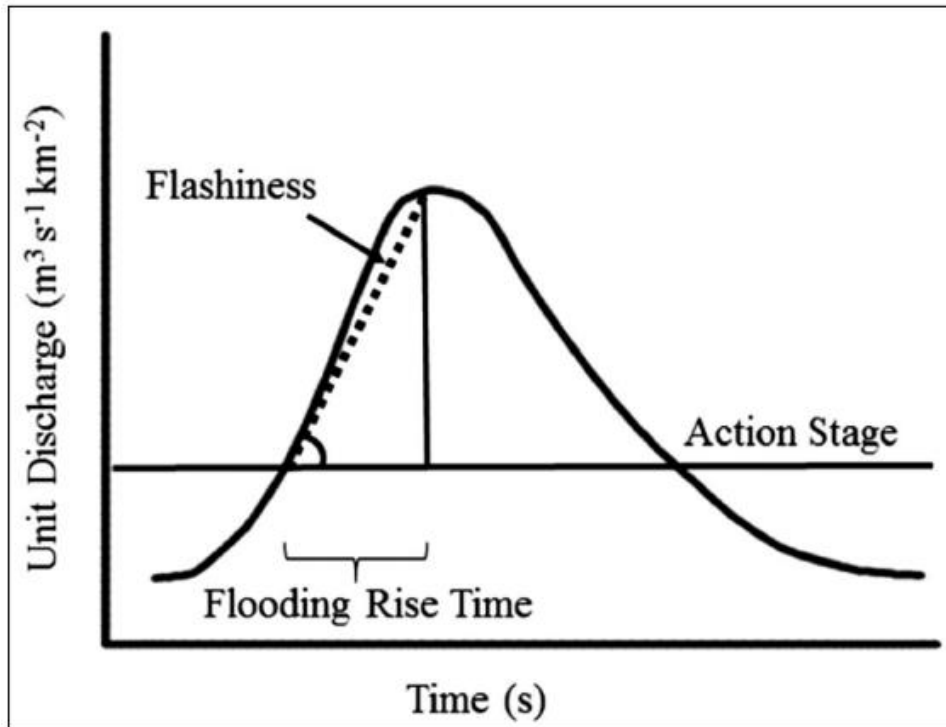 Unit Discharge (m³ s⁻¹ km⁻²)
Flashiness
Action Stage
Flooding Rise Time
Time (s)